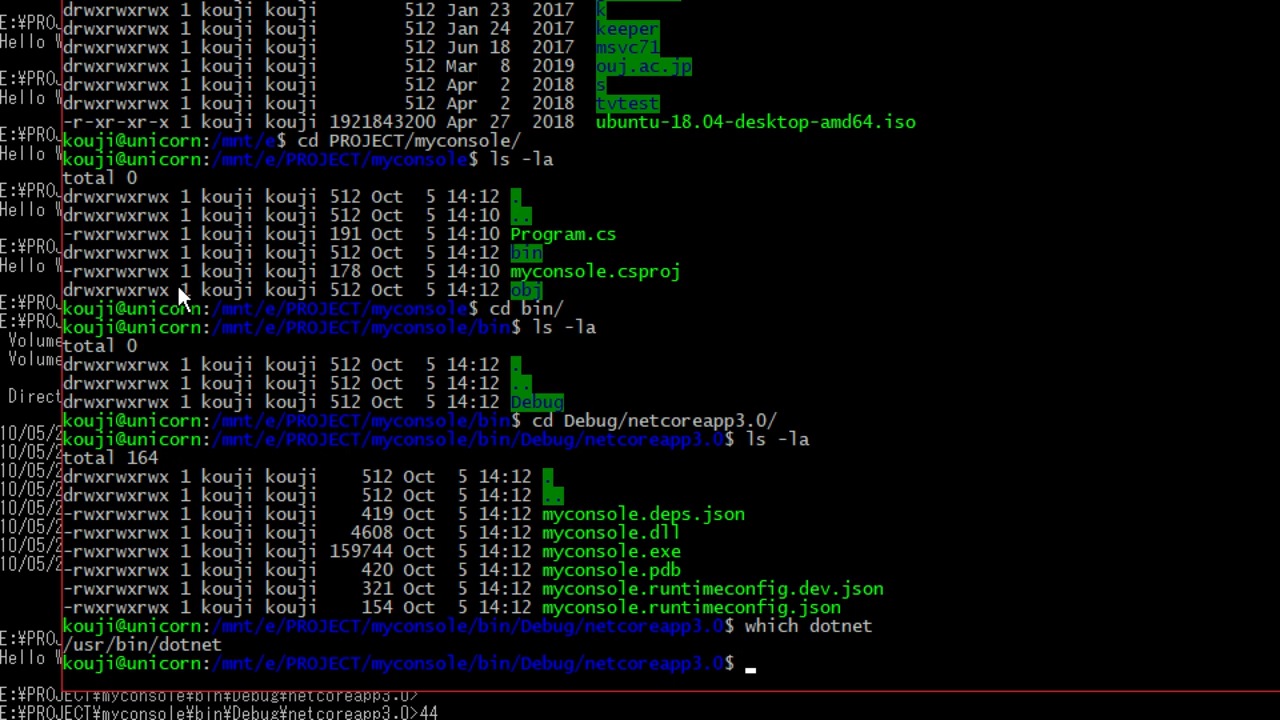 drwxrwxrwx 1 kouji kouji        512 Jan 23  2017  k
drwxrwxrwx 1 kouji kouji        512 Jan 24  2017  keeper
drwxrwxrwx 1 kouji kouji        512 Jun 18  2017  msvc71
drwxrwxrwx 1 kouji kouji        512 Mar  8  2019  ouj.ac.jp
drwxrwxrwx 1 kouji kouji        512 Apr  2  2018  s
drwxrwxrwx 1 kouji kouji        512 Apr  2  2018  tvtest
-r-xr-xr-x 1 kouji kouji 1921843200 Apr 27  2018  ubuntu-18.04-desktop-amd64.iso
kouji@unicorn:/mnt/e$ cd PROJECT/myconsole/
kouji@unicorn:/mnt/e/PROJECT/myconsole$ ls -la
total 0
drwxrwxrwx 1 kouji kouji 512 Oct  5 14:12 .
drwxrwxrwx 1 kouji kouji 512 Oct  5 14:10 ..
-rwxrwxrwx 1 kouji kouji 191 Oct  5 14:10 Program.cs
drwxrwxrwx 1 kouji kouji 512 Oct  5 14:12 bin
-rwxrwxrwx 1 kouji kouji 178 Oct  5 14:10 myconsole.csproj
drwxrwxrwx 1 kouji kouji 512 Oct  5 14:12 obj
kouji@unicorn:/mnt/e/PROJECT/myconsole$ cd bin/
kouji@unicorn:/mnt/e/PROJECT/myconsole/bin$ ls -la
total 0
drwxrwxrwx 1 kouji kouji 512 Oct  5 14:12 .
drwxrwxrwx 1 kouji kouji 512 Oct  5 14:12 ..
drwxrwxrwx 1 kouji kouji 512 Oct  5 14:12 Debug
kouji@unicorn:/mnt/e/PROJECT/myconsole/bin$ cd Debug/netcoreapp3.0/
kouji@unicorn:/mnt/e/PROJECT/myconsole/bin/Debug/netcoreapp3.0$ ls -la
total 164
drwxrwxrwx 1 kouji kouji    512 Oct  5 14:12 .
drwxrwxrwx 1 kouji kouji    512 Oct  5 14:12 ..
-rwxrwxrwx 1 kouji kouji    419 Oct  5 14:12 myconsole.deps.json
-rwxrwxrwx 1 kouji kouji   4608 Oct  5 14:12 myconsole.dll
-rwxrwxrwx 1 kouji kouji 159744 Oct  5 14:12 myconsole.exe
-rwxrwxrwx 1 kouji kouji    420 Oct  5 14:12 myconsole.pdb
-rwxrwxrwx 1 kouji kouji    321 Oct  5 14:12 myconsole.runtimeconfig.dev.json
-rwxrwxrwx 1 kouji kouji    154 Oct  5 14:12 myconsole.runtimeconfig.json
kouji@unicorn:/mnt/e/PROJECT/myconsole/bin/Debug/netcoreapp3.0$ which dotnet
/usr/bin/dotnet
kouji@unicorn:/mnt/e/PROJECT/myconsole/bin/Debug/netcoreapp3.0$
E:¥PROJECT¥myconsole¥bin¥Debug¥netcoreapp3.0>
E:¥PROJECT¥myconsole¥bin¥Debug¥netcoreapp3.0>44